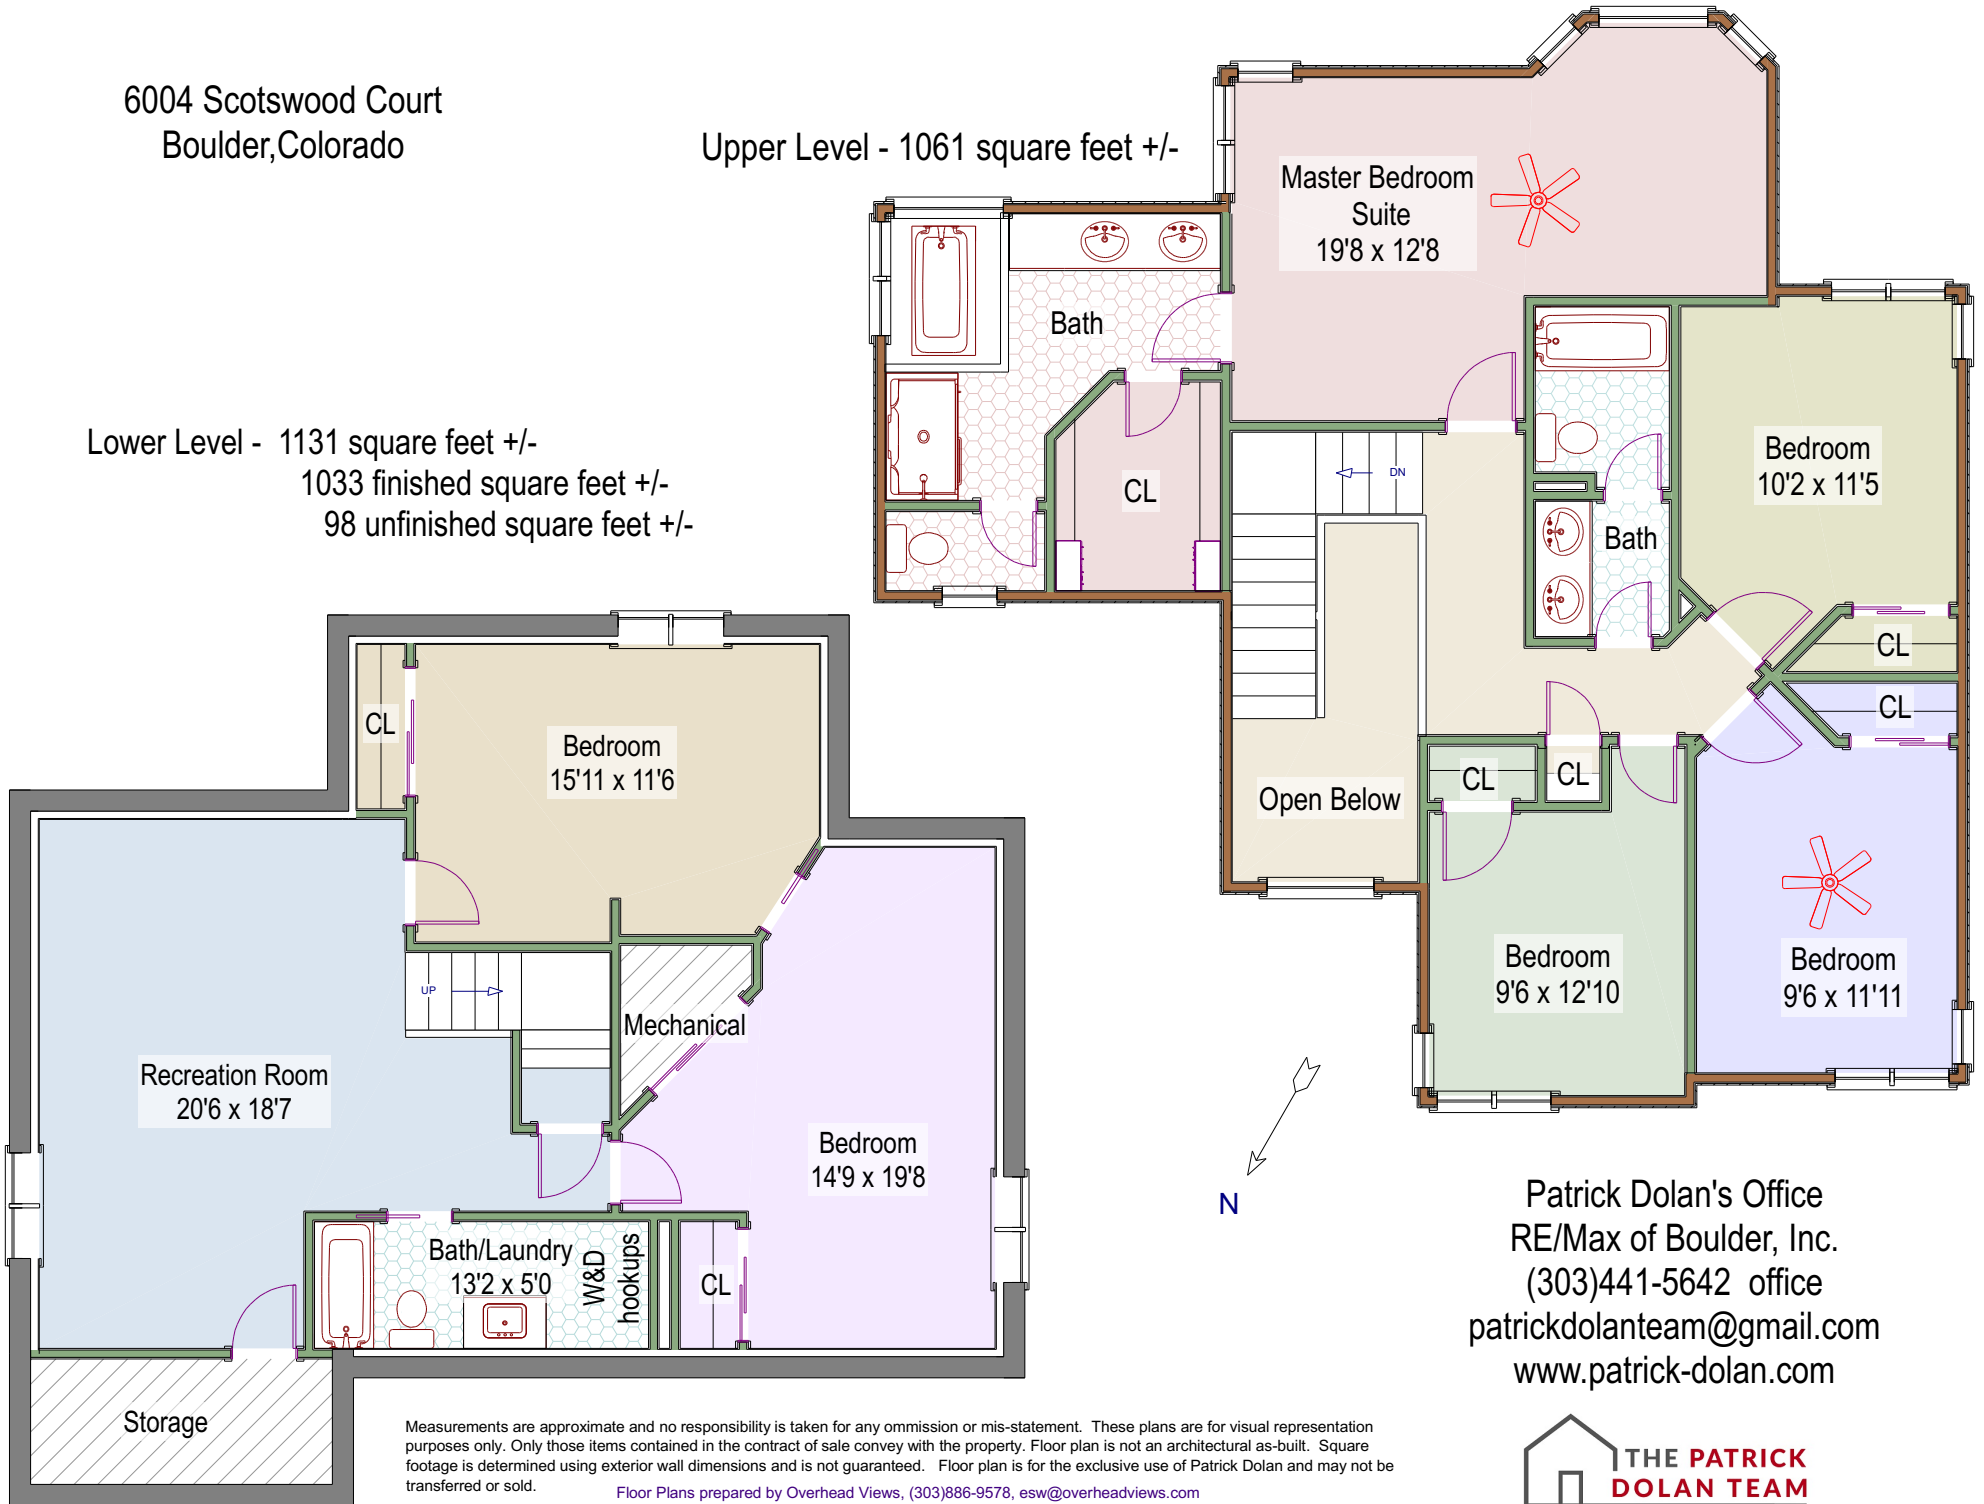 6004 Scotswood Court
Boulder,Colorado
Upper Level - 1061 square feet +/-
Master Bedroom
Suite
19'8 x 12'8
Bath
CL
DN
Bedroom
10'2 x 11'5
Bath
CL
CL
CL
CL
Open Below
Bedroom
9'6 x 12'10
Bedroom
9'6 x 11'11
Lower Level - 1131 square feet +/-
1033 finished square feet +/-
98 unfinished square feet +/-
CL
Bedroom
15'11 x 11'6
UP
Mechanical
Recreation Room
20'6 x 18'7
Bedroom
14'9 x 19'8
Bath/Laundry
13'2 x 5'0
W&D
hookups
CL
Storage
N
Patrick Dolan's Office
RE/Max of Boulder, Inc.
(303)441-5642 office
patrickdolanteam@gmail.com
www.patrick-dolan.com
THE PATRICK
DOLAN TEAM
Measurements are approximate and no responsibility is taken for any ommission or mis-statement. These plans are for visual representation
purposes only. Only those items contained in the contract of sale convey with the property. Floor plan is not an architectural as-built. Square
footage is determined using exterior wall dimensions and is not guaranteed. Floor plan is for the exclusive use of Patrick Dolan and may not be
transferred or sold.
Floor Plans prepared by Overhead Views, (303)886-9578, esw@overheadviews.com